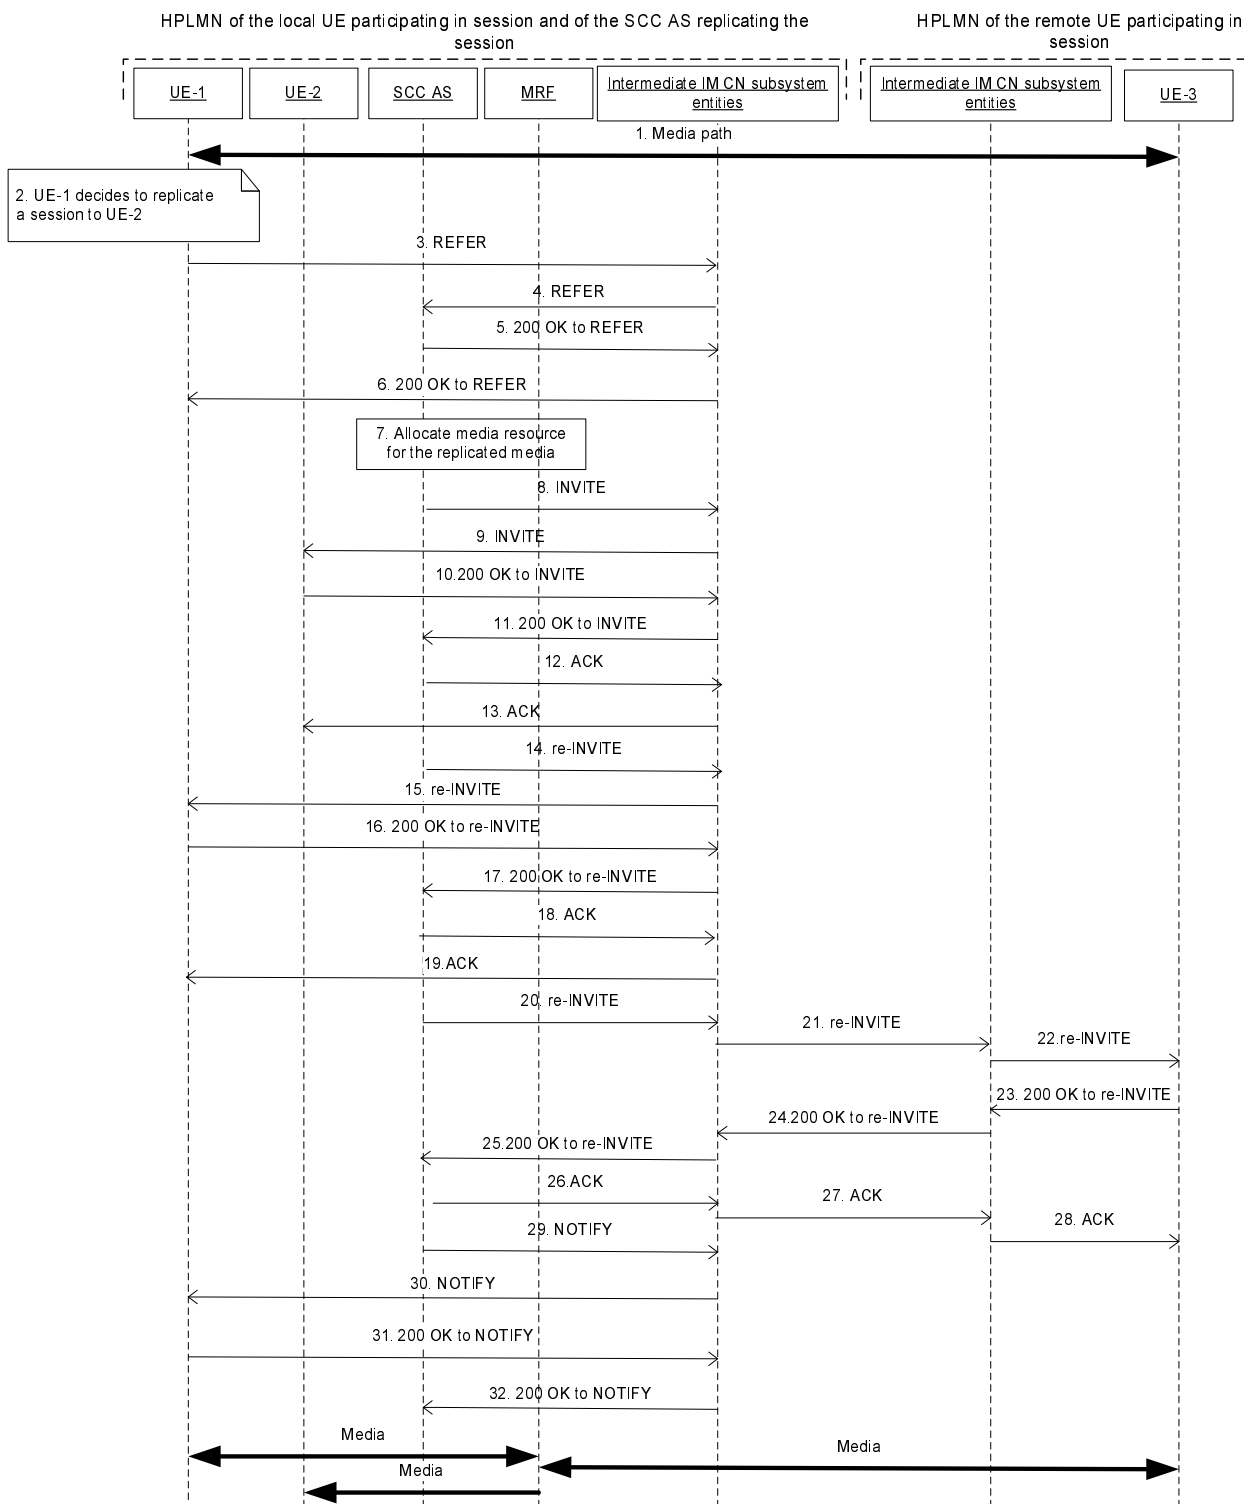 HPLMN of the local UE participating in session and of the SCC AS replicating the
session
HPLMN of the remote UE participating in
session
UE-1
UE-2
SCC AS
MRF
Intermediate IM CN subsystem
entities
Intermediate IM CN subsystem
entities
UE-3
1. Media path
2. UE-1 decides to replicate
a session to UE-2
3. REFER
4. REFER
5. 200 OK to REFER
6. 200 OK to REFER
7. Allocate media resource
for the replicated media
8. INVITE
9. INVITE
10.200 OK to INVITE
11. 200 OK to INVITE
12. ACK
13. ACK
14. re-INVITE
15. re-INVITE
16. 200 OK to re-INVITE
17. 200 OK to re-INVITE
18. ACK
19.ACK
20. re-INVITE
21. re-INVITE
22.re-INVITE
23. 200 OK to re-INVITE
24.200 OK to re-INVITE
25.200 OK to re-INVITE
26.ACK
27. ACK
28. ACK
29. NOTIFY
30. NOTIFY
31. 200 OK to NOTIFY
32. 200 OK to NOTIFY
Media
Media
Media